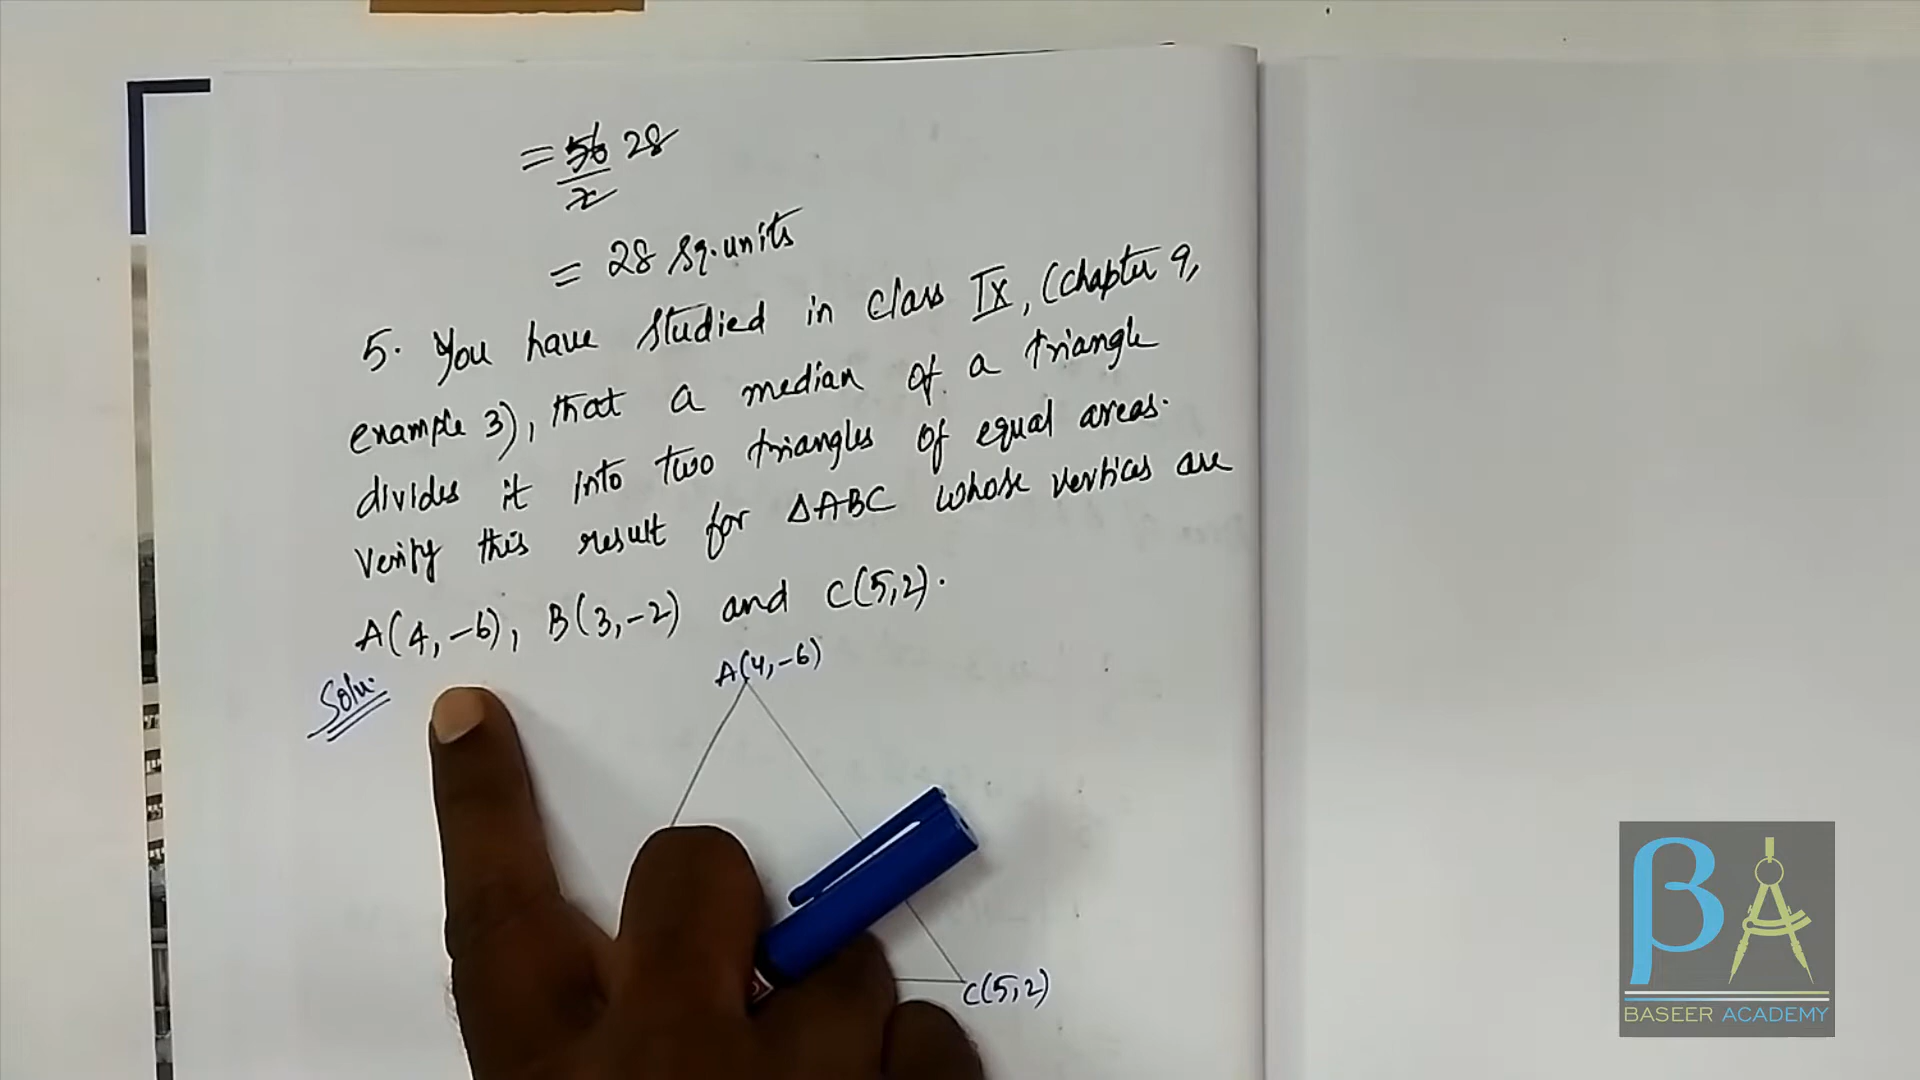 = 56/2 28
= 28 sq.units
5. You have studied in class IX, (chapter 9,
example 3), that a median of a triangle
divides it into two triangles of equal areas.
Verify this result for ΔABC whose vertices are
A(4,-6), B(3,-2) and C(5,2).
Solu.
A(4,-6)
C(5,2)
βA
BASEER ACADEMY